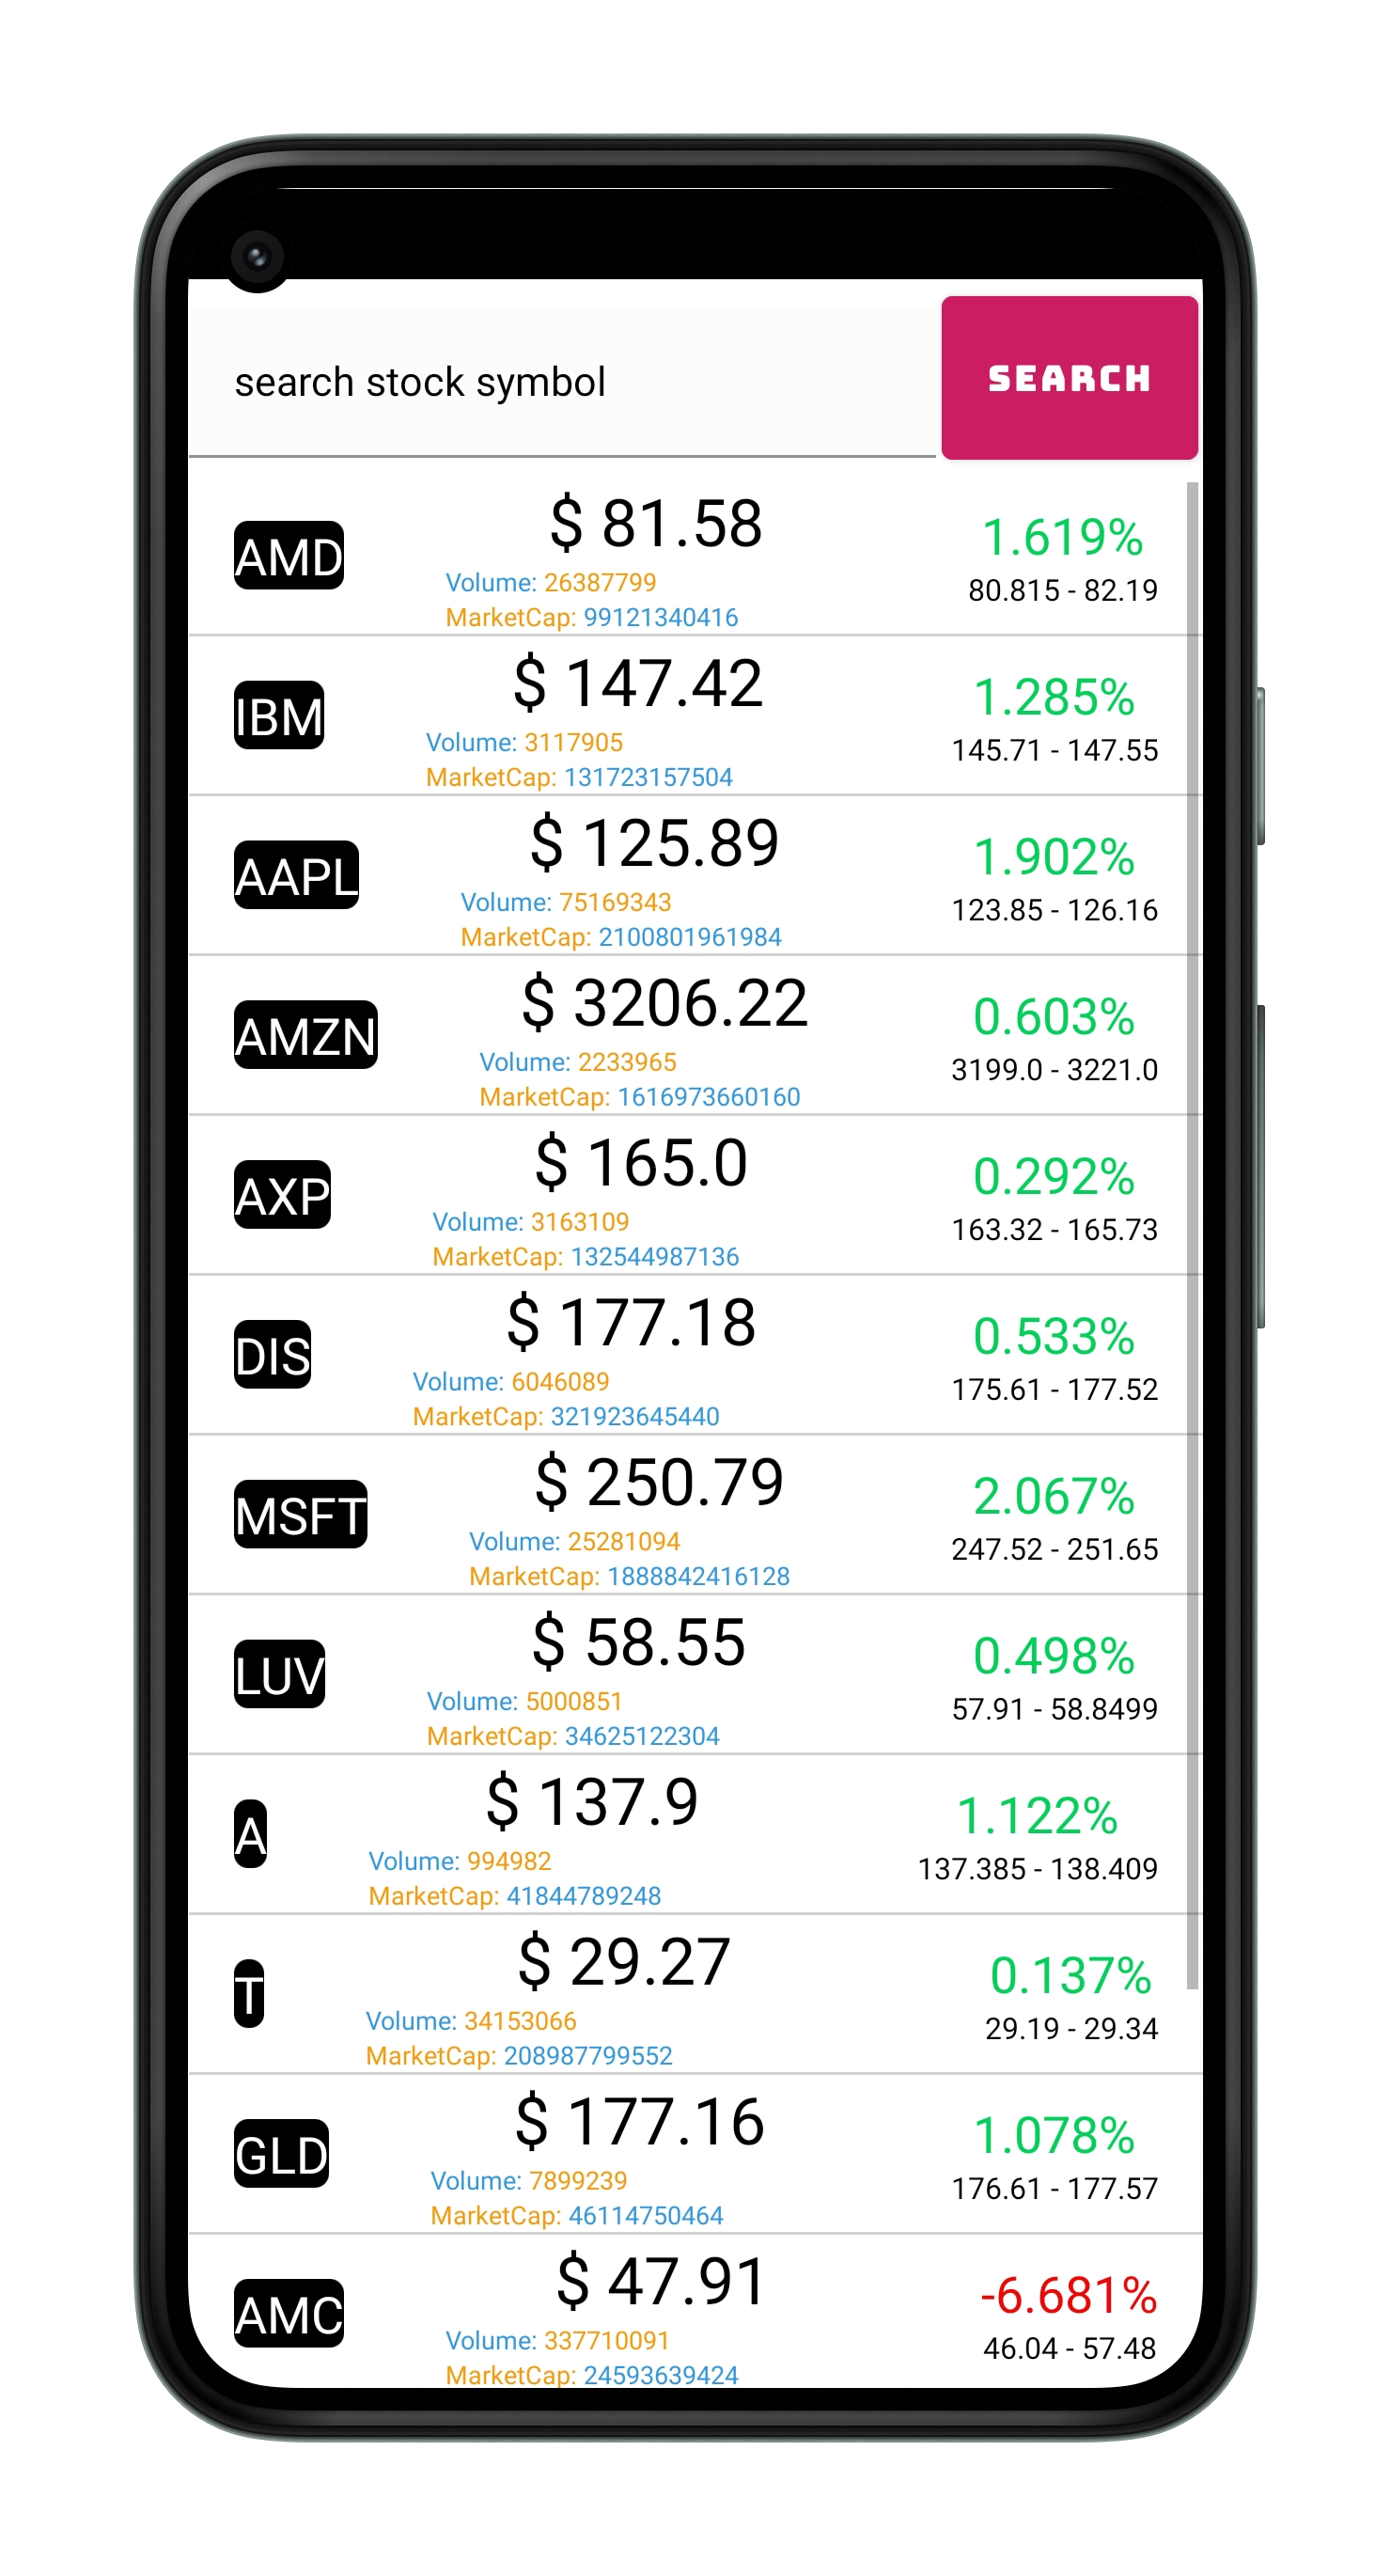 search stock symbol
SEARCH
AMD
$ 81.58
Volume: 26387799
MarketCap: 99121340416
1.619%
80.815 - 82.19
IBM
$ 147.42
Volume: 3117905
MarketCap: 131723157504
1.285%
145.71 - 147.55
AAPL
$ 125.89
Volume: 75169343
MarketCap: 2100801961984
1.902%
123.85 - 126.16
AMZN
$ 3206.22
Volume: 2233965
MarketCap: 1616973660160
0.603%
3199.0 - 3221.0
AXP
$ 165.0
Volume: 3163109
MarketCap: 132544987136
0.292%
163.32 - 165.73
DIS
$ 177.18
Volume: 6046089
MarketCap: 321923645440
0.533%
175.61 - 177.52
MSFT
$ 250.79
Volume: 25281094
MarketCap: 1888842416128
2.067%
247.52 - 251.65
LUV
$ 58.55
Volume: 5000851
MarketCap: 34625122304
0.498%
57.91 - 58.8499
A
$ 137.9
Volume: 994982
MarketCap: 41844789248
1.122%
137.385 - 138.409
T
$ 29.27
Volume: 34153066
MarketCap: 208987799552
0.137%
29.19 - 29.34
GLD
$ 177.16
Volume: 7899239
MarketCap: 46114750464
1.078%
176.61 - 177.57
AMC
$ 47.91
Volume: 337710091
MarketCap: 24593639424
-6.681%
46.04 - 57.48